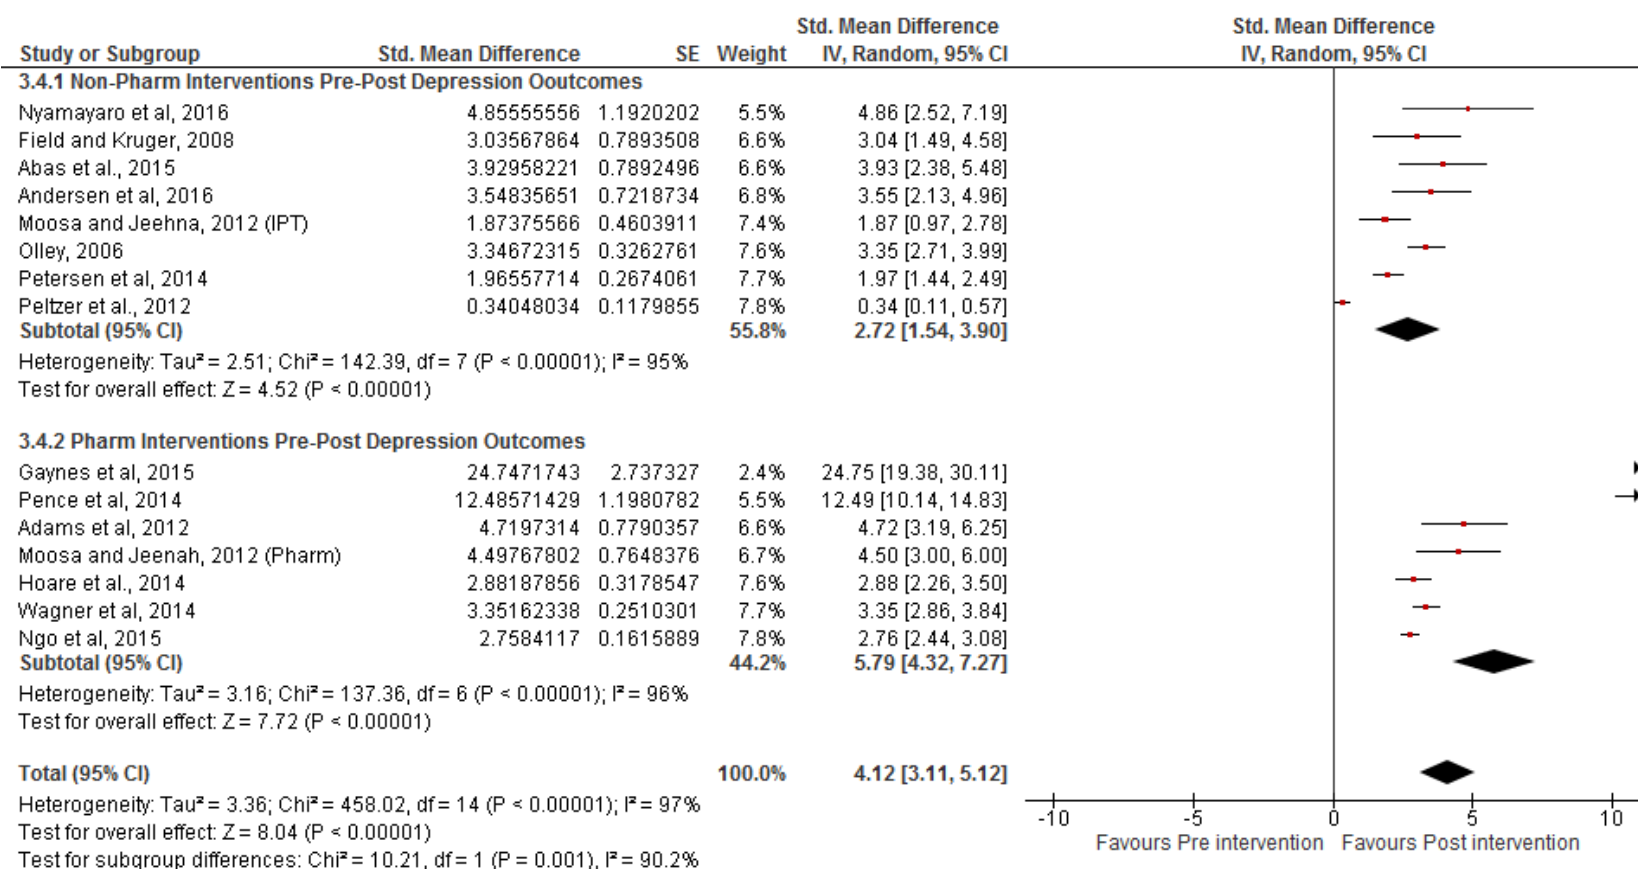 Std. Mean Difference Std. Mean Difference
Study or Subgroup Std. Mean Difference SE Weight IV, Random, 95% CI IV, Random, 95% CI
3.4.1 Non-Pharm Interventions Pre-Post Depression Ooutcomes
Nyamayaro et al, 2016 4.85555556 1.1920202 5.5% 4.86 [2.52, 7.19]
Field and Kruger, 2008 3.03567864 0.7893508 6.6% 3.04 [1.49, 4.58]
Abas et al., 2015 3.92958221 0.7892496 6.6% 3.93 [2.38, 5.48]
Andersen et al, 2016 3.54835651 0.7218734 6.8% 3.55 [2.13, 4.96]
Moosa and Jeehna, 2012 (IPT) 1.87375566 0.4603911 7.4% 1.87 [0.97, 2.78]
Olley, 2006 3.34672315 0.3262761 7.6% 3.35 [2.71, 3.99]
Petersen et al, 2014 1.96557714 0.2674061 7.7% 1.97 [1.44, 2.49]
Peltzer et al., 2012 0.34048034 0.1179855 7.8% 0.34 [0.11, 0.57]
Subtotal (95% CI) 55.8% 2.72 [1.54, 3.90]
Heterogeneity: Tau² = 2.51; Chi² = 142.39, df = 7 (P < 0.00001); I² = 95%
Test for overall effect: Z = 4.52 (P < 0.00001)
3.4.2 Pharm Interventions Pre-Post Depression Outcomes
Gaynes et al, 2015 24.7471743 2.737327 2.4% 24.75 [19.38, 30.11]
Pence et al, 2014 12.48571429 1.1980782 5.5% 12.49 [10.14, 14.83]
Adams et al, 2012 4.7197314 0.7790357 6.6% 4.72 [3.19, 6.25]
Moosa and Jeenah, 2012 (Pharm) 4.49767802 0.7648376 6.7% 4.50 [3.00, 6.00]
Hoare et al., 2014 2.88187856 0.3178547 7.6% 2.88 [2.26, 3.50]
Wagner et al, 2014 3.35162338 0.2510301 7.7% 3.35 [2.86, 3.84]
Ngo et al, 2015 2.7584117 0.1615889 7.8% 2.76 [2.44, 3.08]
Subtotal (95% CI) 44.2% 5.79 [4.32, 7.27]
Heterogeneity: Tau² = 3.16; Chi² = 137.36, df = 6 (P < 0.00001); I² = 96%
Test for overall effect: Z = 7.72 (P < 0.00001)
Total (95% CI) 100.0% 4.12 [3.11, 5.12]
Heterogeneity: Tau² = 3.36; Chi² = 458.02, df = 14 (P < 0.00001); I² = 97%
Test for overall effect: Z = 8.04 (P < 0.00001)
Test for subgroup differences: Chi² = 10.21, df = 1 (P = 0.001), I² = 90.2%
-10 -5 0 5 10
Favours Pre intervention Favours Post intervention